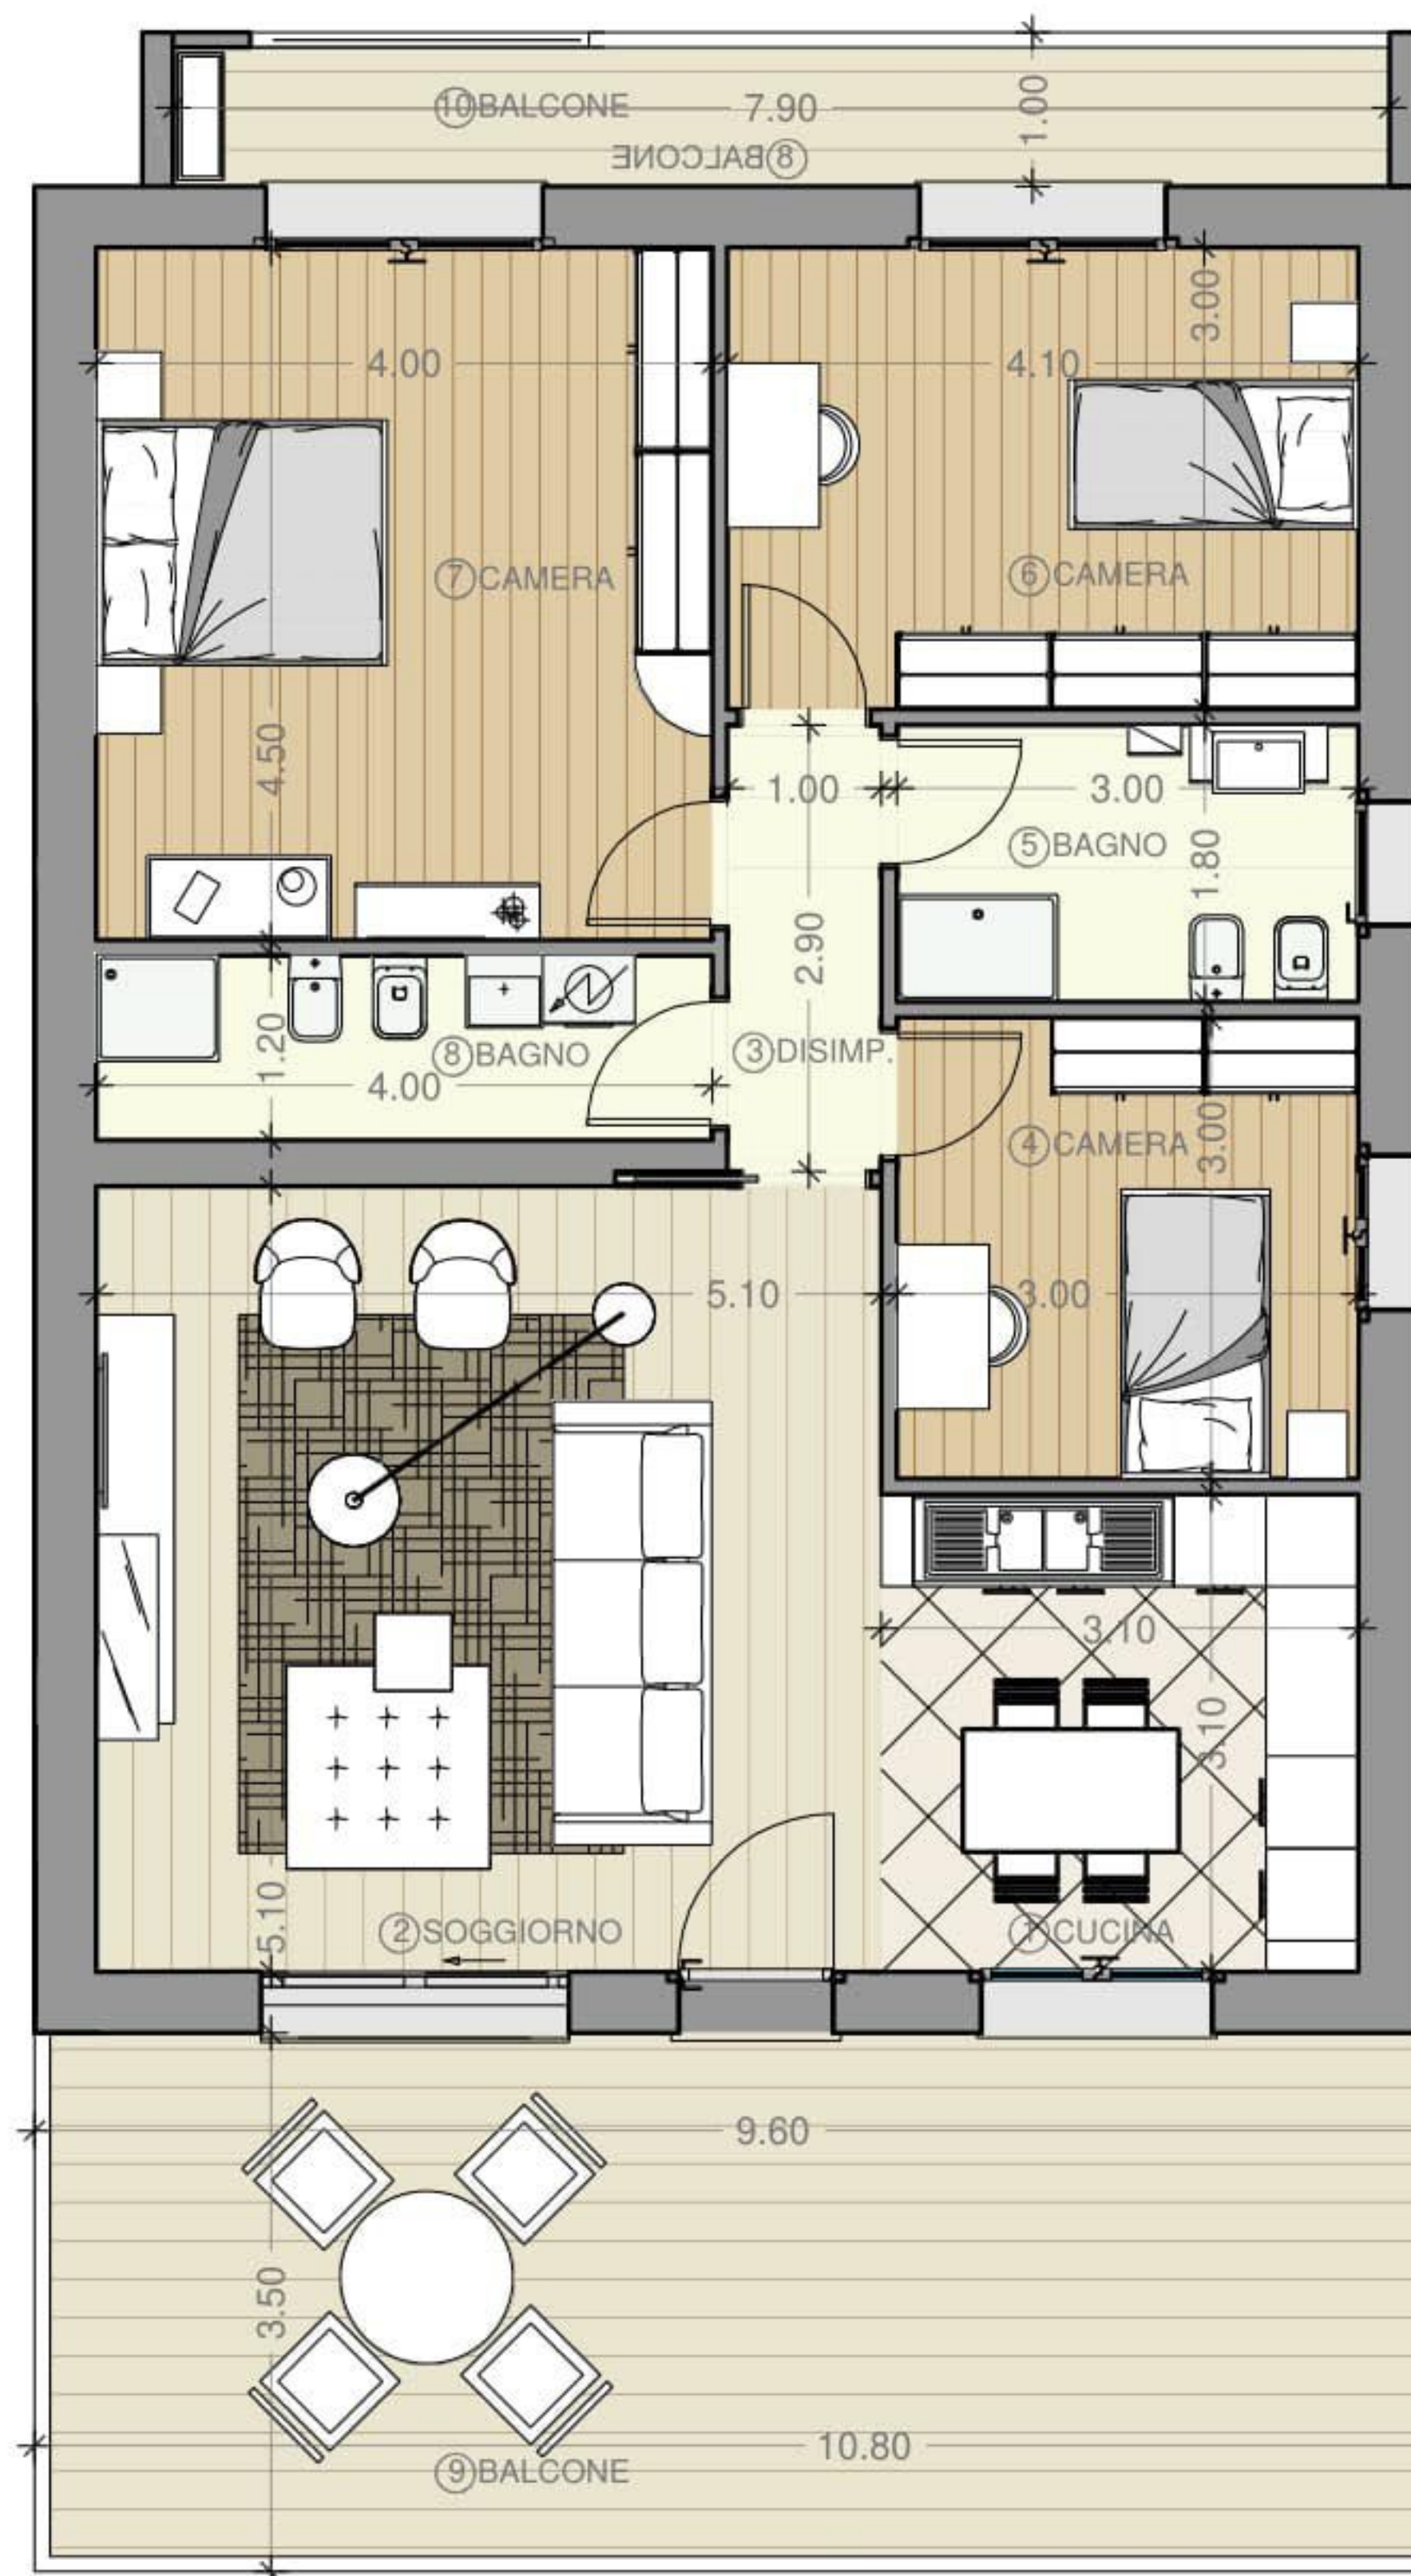 1.00
⑩BALCONE 7.90
⑧BALCONE
3.00
4.00 4.10
⑦CAMERA ⑥CAMERA
4.50
1.00 3.00
⑤BAGNO 1.80
2.90
1.20
⑧BAGNO ③DISIMP.
4.00
④CAMERA 3.00
5.10 3.00
3.10
3.10
5.10
②SOGGIORNO ①CUCINA
9.60
3.50
10.80
⑨BALCONE